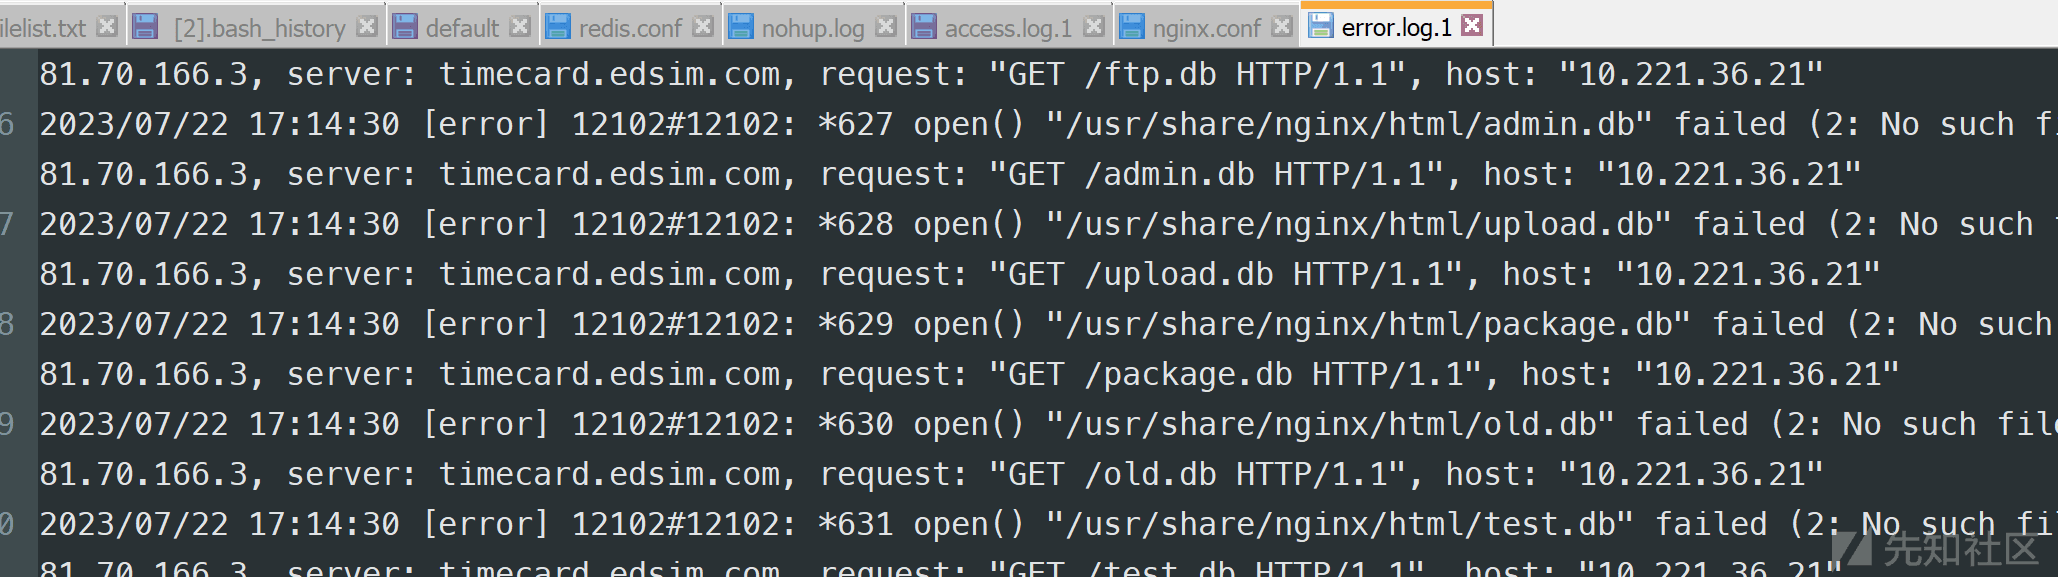 ilelist.txt [2].bash_history default redis.conf nohup.log access.log.1 nginx.conf error.log.1
81.70.166.3, server: timecard.edsim.com, request: "GET /ftp.db HTTP/1.1", host: "10.221.36.21"
6 2023/07/22 17:14:30 [error] 12102#12102: *627 open() "/usr/share/nginx/html/admin.db" failed (2: No such fi
81.70.166.3, server: timecard.edsim.com, request: "GET /admin.db HTTP/1.1", host: "10.221.36.21"
7 2023/07/22 17:14:30 [error] 12102#12102: *628 open() "/usr/share/nginx/html/upload.db" failed (2: No such
81.70.166.3, server: timecard.edsim.com, request: "GET /upload.db HTTP/1.1", host: "10.221.36.21"
8 2023/07/22 17:14:30 [error] 12102#12102: *629 open() "/usr/share/nginx/html/package.db" failed (2: No such
81.70.166.3, server: timecard.edsim.com, request: "GET /package.db HTTP/1.1", host: "10.221.36.21"
9 2023/07/22 17:14:30 [error] 12102#12102: *630 open() "/usr/share/nginx/html/old.db" failed (2: No such file
81.70.166.3, server: timecard.edsim.com, request: "GET /old.db HTTP/1.1", host: "10.221.36.21"
0 2023/07/22 17:14:30 [error] 12102#12102: *631 open() "/usr/share/nginx/html/test.db" failed (2: No such fil
81.70.166.3, server: timecard.edsim.com, request: "GET /test.db HTTP/1.1", host: "10.221.36.21"
先知社区